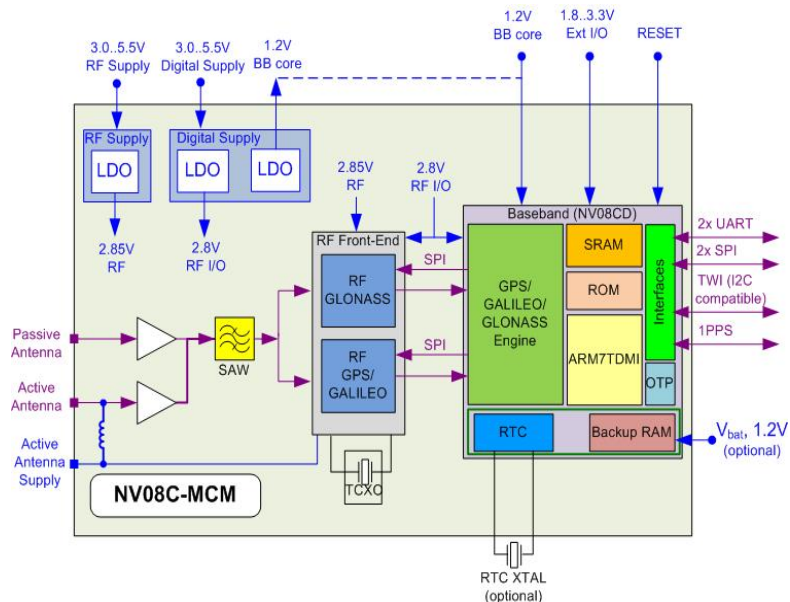 1.2V
BB core
1.8..3.3V
Ext I/O
RESET
3.0..5.5V
RF Supply
3.0..5.5V
Digital Supply
1.2V
BB core
RF Supply
LDO
Digital Supply
LDO
LDO
2.85V
RF
2.8V
RF I/O
2.85V
RF
2.8V
RF I/O
RF Front-End
RF
GLONASS
RF
GPS/
GALILEO
SPI
SPI
Baseband (NV08CD)
GPS/
GALILEO/
GLONASS
Engine
SRAM
ROM
ARM7TDMI
Interfaces
OTP
RTC
Backup RAM
2x UART
2x SPI
TWI (I2C
compatible)
1PPS
Vbat, 1.2V
(optional)
Passive
Antenna
Active
Antenna
Active
Antenna
Supply
SAW
TCXO
NV08C-MCM
RTC XTAL
(optional)